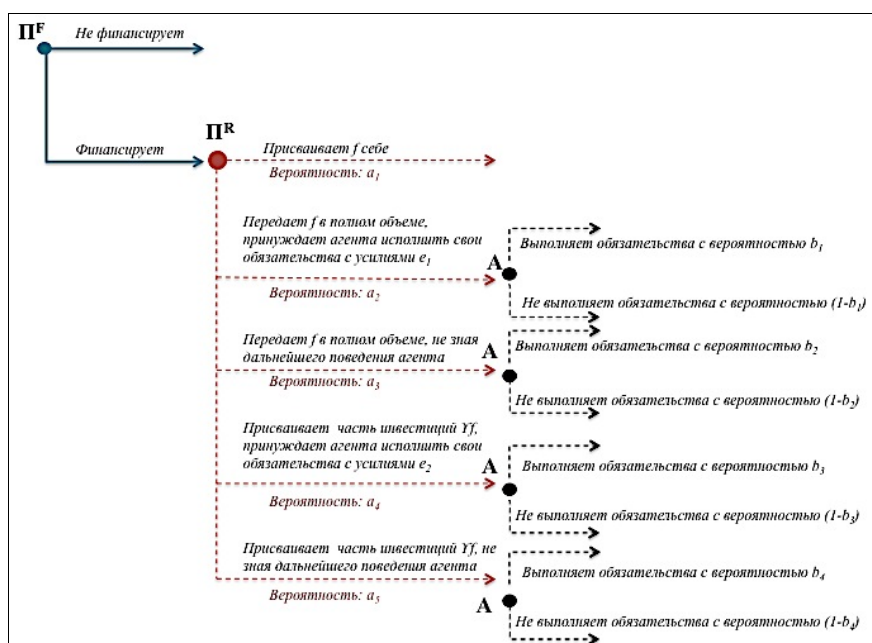 Π^F
Не финансирует
Финансирует
Π^R
Присваивает f себе
Вероятность: a₁
Передает f в полном объеме,
принуждает агента исполнить свои
обязательства с усилиями e₁
Вероятность: a₂
A
Выполняет обязательства с вероятностью b₁
Не выполняет обязательства с вероятностью (1-b₁)
Передает f в полном объеме, не зная
дальнейшего поведения агента
Вероятность: a₃
A
Выполняет обязательства с вероятностью b₂
Не выполняет обязательства с вероятностью (1-b₂)
Присваивает часть инвестиций Yf,
принуждает агента исполнить свои
обязательства с усилиями e₂
Вероятность: a₄
A
Выполняет обязательства с вероятностью b₃
Не выполняет обязательства с вероятностью (1-b₃)
Присваивает часть инвестиций Yf, не
зная дальнейшего поведения агента
Вероятность: a₅
A
Выполняет обязательства с вероятностью b₄
Не выполняет обязательства с вероятностью (1-b₄)